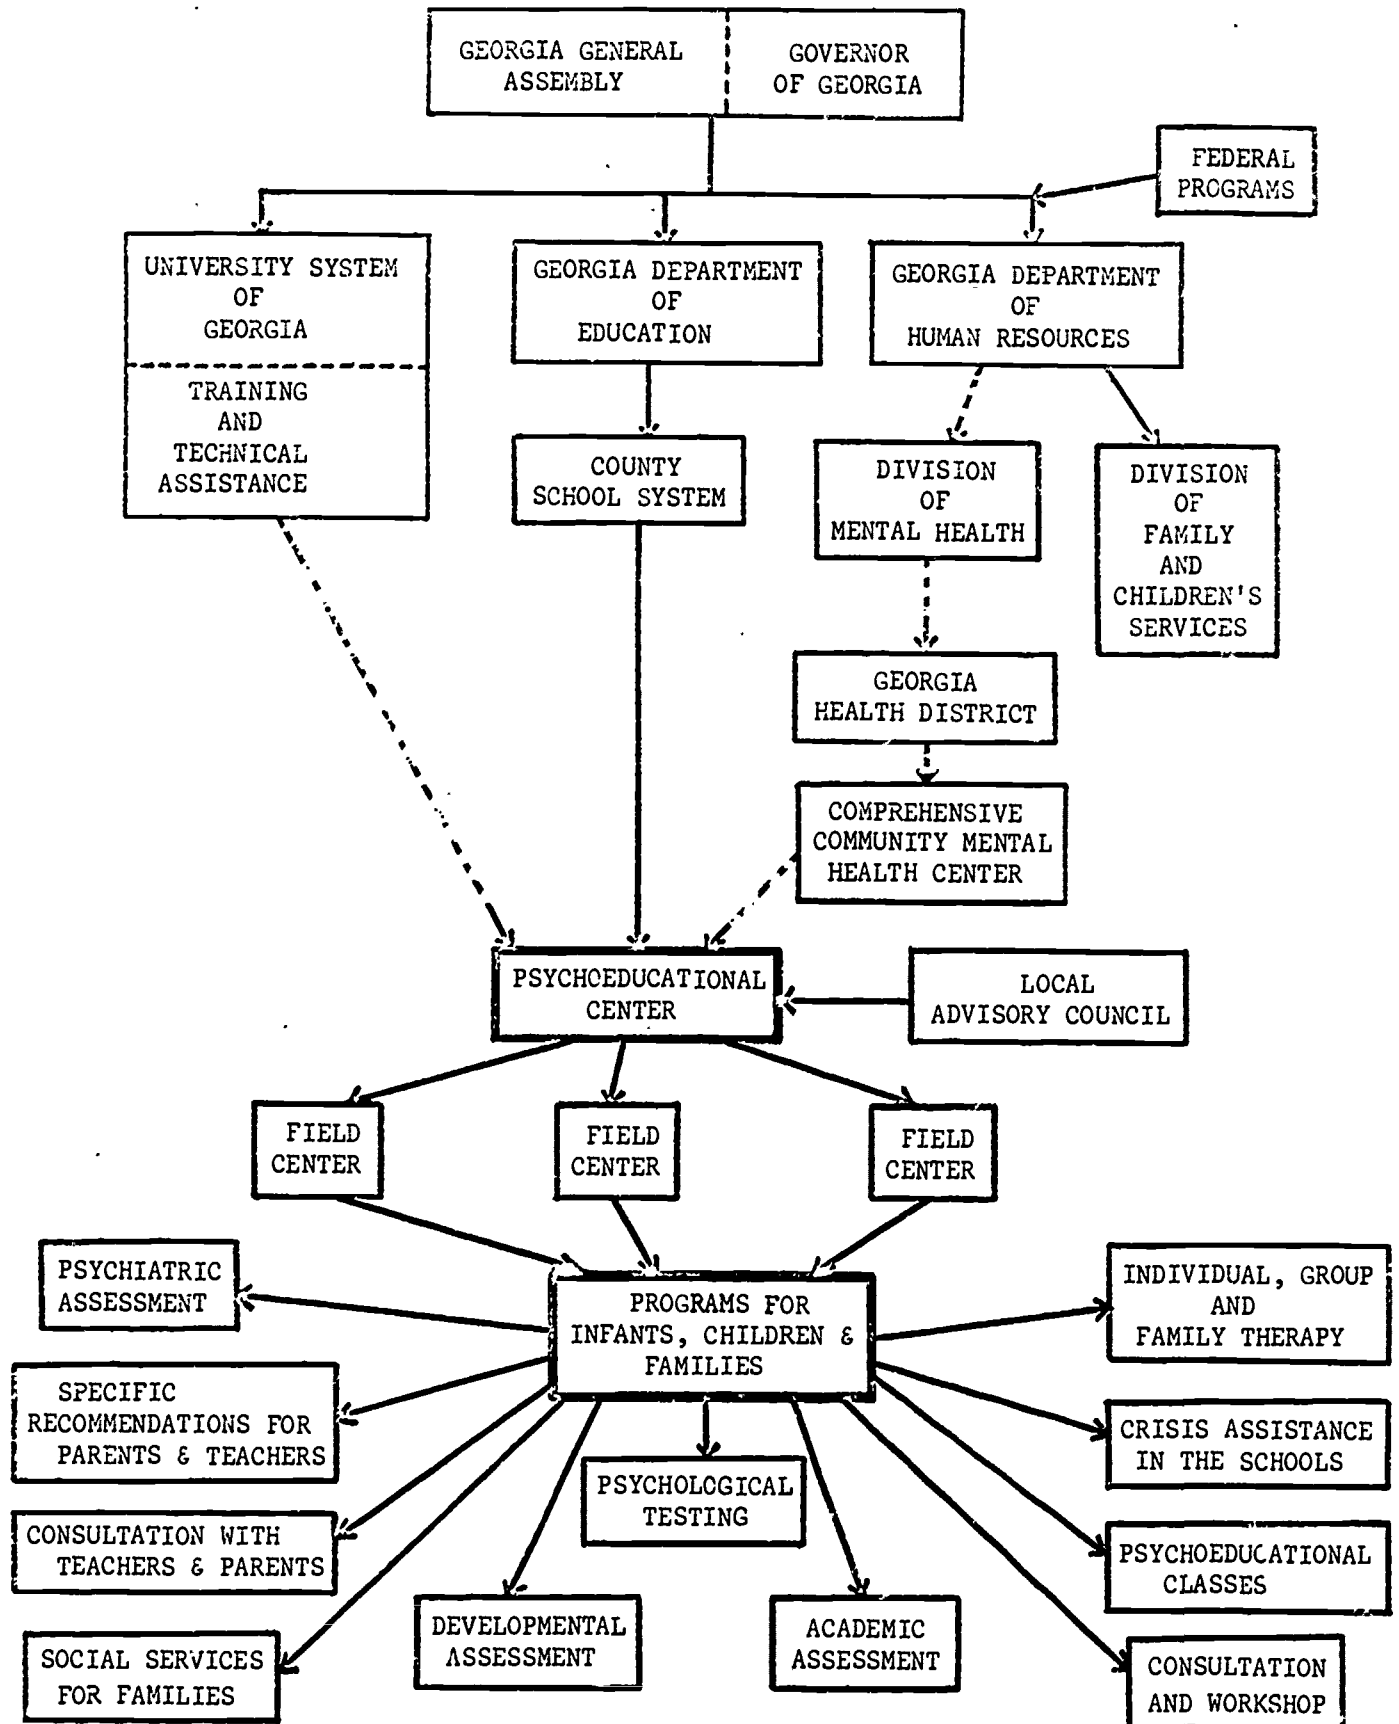 GEORGIA GENERAL
ASSEMBLY
GOVERNOR
OF GEORGIA
FEDERAL
PROGRAMS
UNIVERSITY SYSTEM
OF
GEORGIA
TRAINING
AND
TECHNICAL
ASSISTANCE
GEORGIA DEPARTMENT
OF
EDUCATION
GEORGIA DEPARTMENT
OF
HUMAN RESOURCES
COUNTY
SCHOOL SYSTEM
DIVISION
OF
MENTAL HEALTH
DIVISION
OF
FAMILY
AND
CHILDREN'S
SERVICES
GEORGIA
HEALTH DISTRICT
COMPREHENSIVE
COMMUNITY MENTAL
HEALTH CENTER
PSYCHOEDUCATIONAL
CENTER
LOCAL
ADVISORY COUNCIL
FIELD
CENTER
FIELD
CENTER
FIELD
CENTER
PROGRAMS FOR
INFANTS, CHILDREN &
FAMILIES
PSYCHIATRIC
ASSESSMENT
SPECIFIC
RECOMMENDATIONS FOR
PARENTS & TEACHERS
CONSULTATION WITH
TEACHERS & PARENTS
SOCIAL SERVICES
FOR FAMILIES
DEVELOPMENTAL
ASSESSMENT
PSYCHOLOGICAL
TESTING
ACADEMIC
ASSESSMENT
INDIVIDUAL, GROUP
AND
FAMILY THERAPY
CRISIS ASSISTANCE
IN THE SCHOOLS
PSYCHOEDUCATIONAL
CLASSES
CONSULTATION
AND WORKSHOP